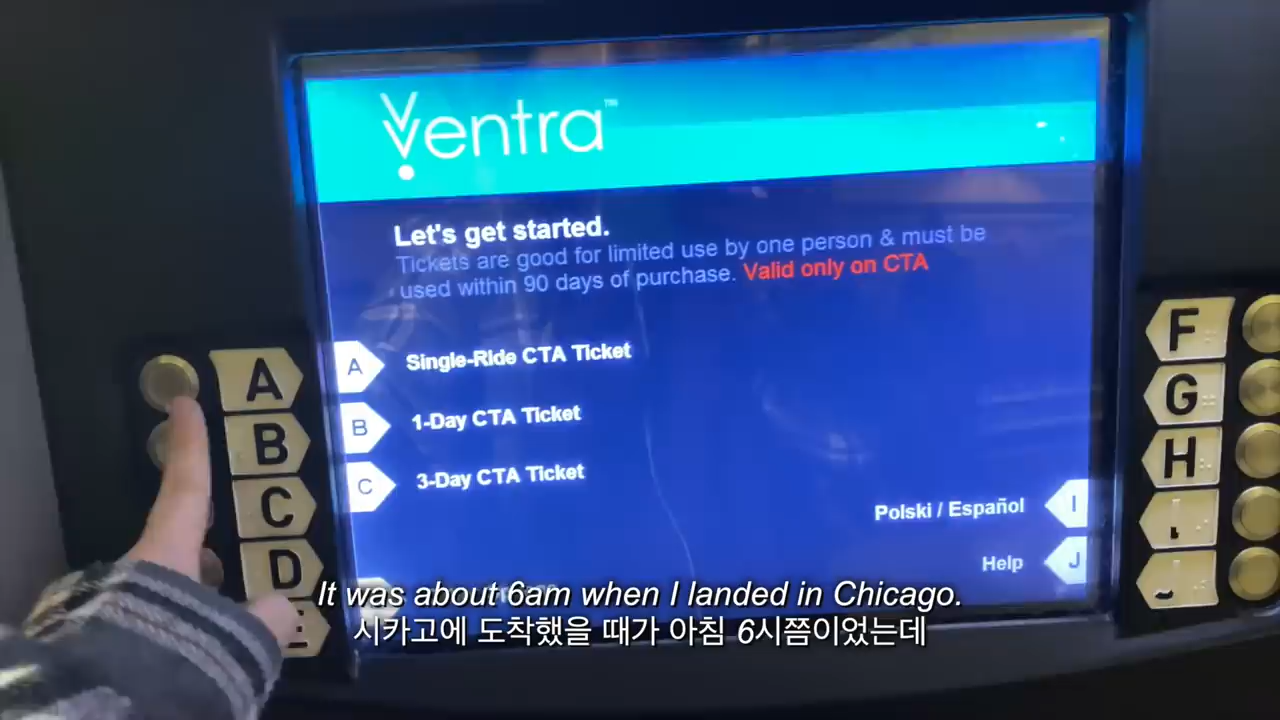 Ventra™
Let's get started.
Tickets are good for limited use by one person & must be
used within 90 days of purchase. Valid only on CTA
A Single-Ride CTA Ticket
B 1-Day CTA Ticket
C 3-Day CTA Ticket
Polski / Español I
Help J
A
B
C
D
E
F
G
H
I
J
It was about 6am when I landed in Chicago.
시카고에 도착했을 때가 아침 6시쯤이었는데